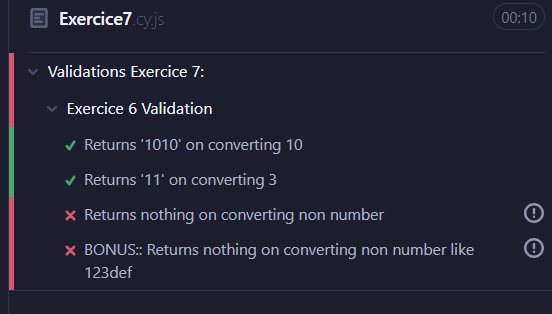 Exercice7.cy.js 00:10
Validations Exercice 7:
Exercice 6 Validation
Returns '1010' on converting 10
Returns '11' on converting 3
Returns nothing on converting non number
BONUS:: Returns nothing on converting non number like
123def